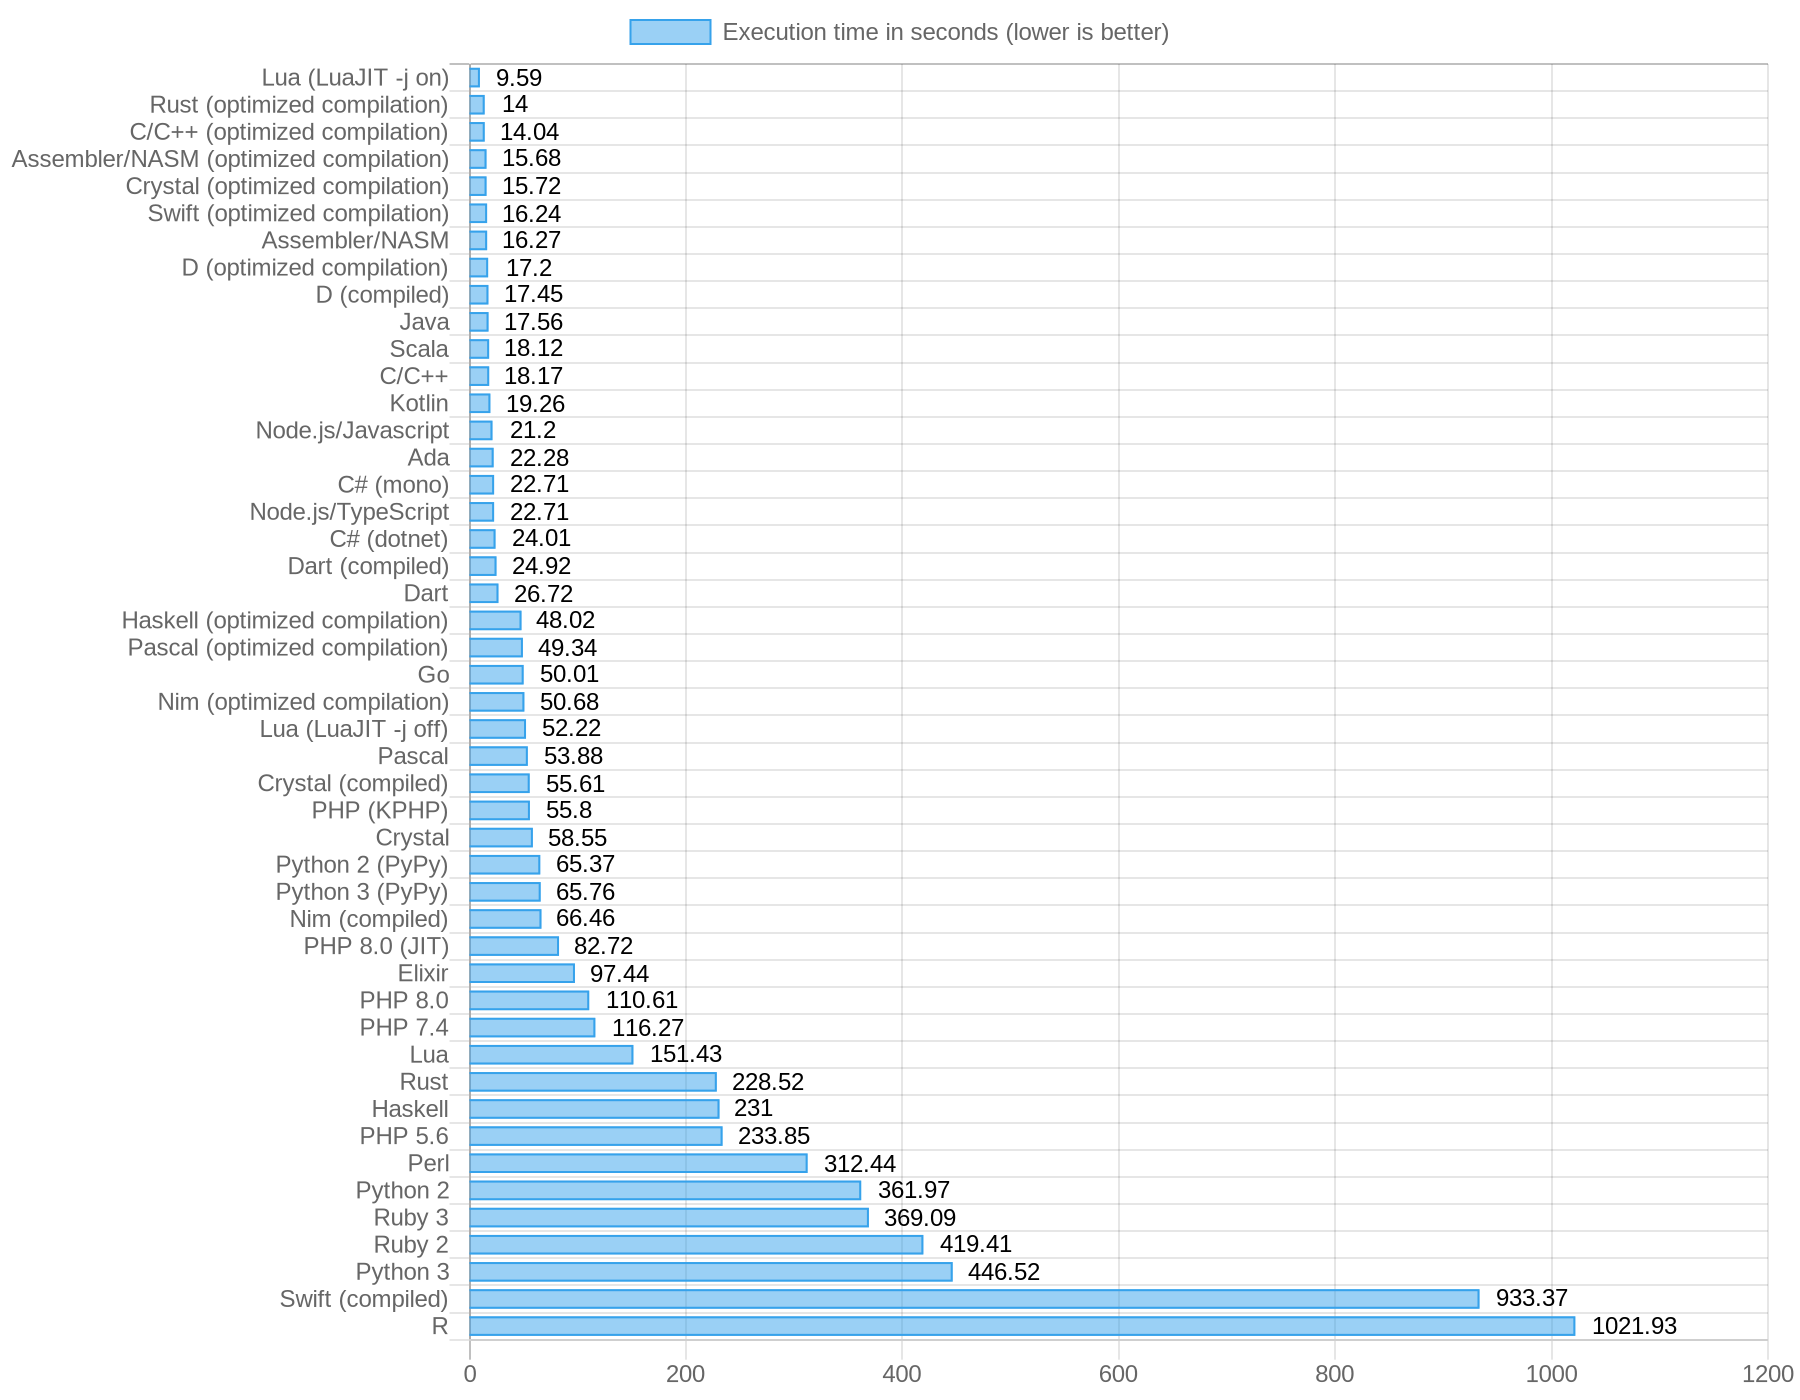 Execution time in seconds (lower is better)
Lua (LuaJIT -j on) 9.59
Rust (optimized compilation) 14
C/C++ (optimized compilation) 14.04
Assembler/NASM (optimized compilation) 15.68
Crystal (optimized compilation) 15.72
Swift (optimized compilation) 16.24
Assembler/NASM 16.27
D (optimized compilation) 17.2
D (compiled) 17.45
Java 17.56
Scala 18.12
C/C++ 18.17
Kotlin 19.26
Node.js/Javascript 21.2
Ada 22.28
C# (mono) 22.71
Node.js/TypeScript 22.71
C# (dotnet) 24.01
Dart (compiled) 24.92
Dart 26.72
Haskell (optimized compilation) 48.02
Pascal (optimized compilation) 49.34
Go 50.01
Nim (optimized compilation) 50.68
Lua (LuaJIT -j off) 52.22
Pascal 53.88
Crystal (compiled) 55.61
PHP (KPHP) 55.8
Crystal 58.55
Python 2 (PyPy) 65.37
Python 3 (PyPy) 65.76
Nim (compiled) 66.46
PHP 8.0 (JIT) 82.72
Elixir 97.44
PHP 8.0 110.61
PHP 7.4 116.27
Lua 151.43
Rust 228.52
Haskell 231
PHP 5.6 233.85
Perl 312.44
Python 2 361.97
Ruby 3 369.09
Ruby 2 419.41
Python 3 446.52
Swift (compiled) 933.37
R 1021.93
0 200 400 600 800 1000 1200